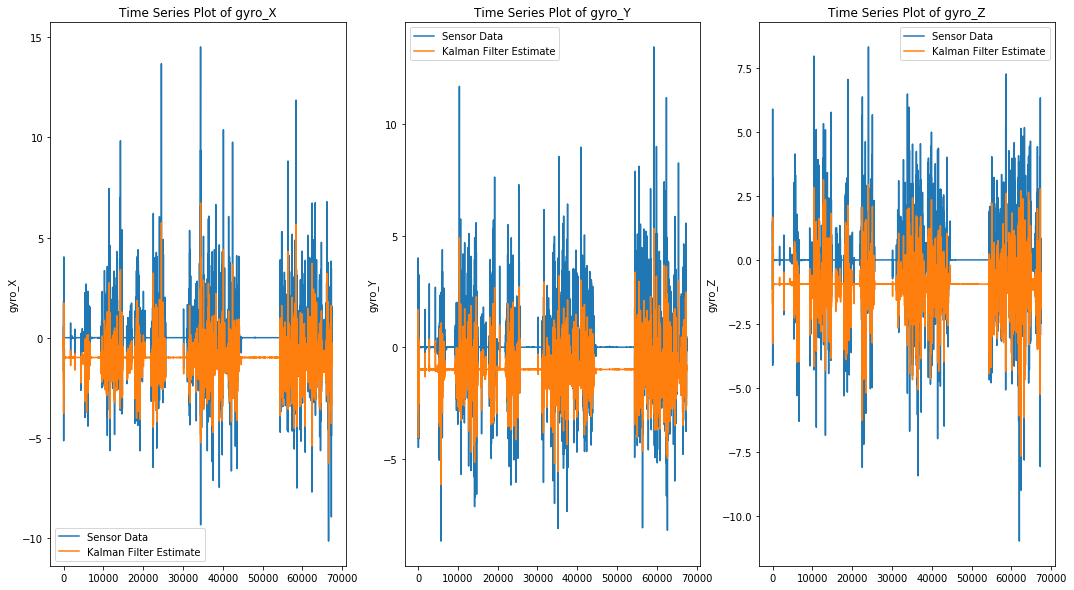 Time Series Plot of gyro_X
Time Series Plot of gyro_Y
Time Series Plot of gyro_Z
gyro_X
15
10
5
0
−5
−10
Sensor Data
Kalman Filter Estimate
0 10000 20000 30000 40000 50000 60000 70000
gyro_Y
Sensor Data
Kalman Filter Estimate
10
5
0
−5
0 10000 20000 30000 40000 50000 60000 70000
gyro_Z
Sensor Data
Kalman Filter Estimate
7.5
5.0
2.5
0.0
−2.5
−5.0
−7.5
−10.0
0 10000 20000 30000 40000 50000 60000 70000